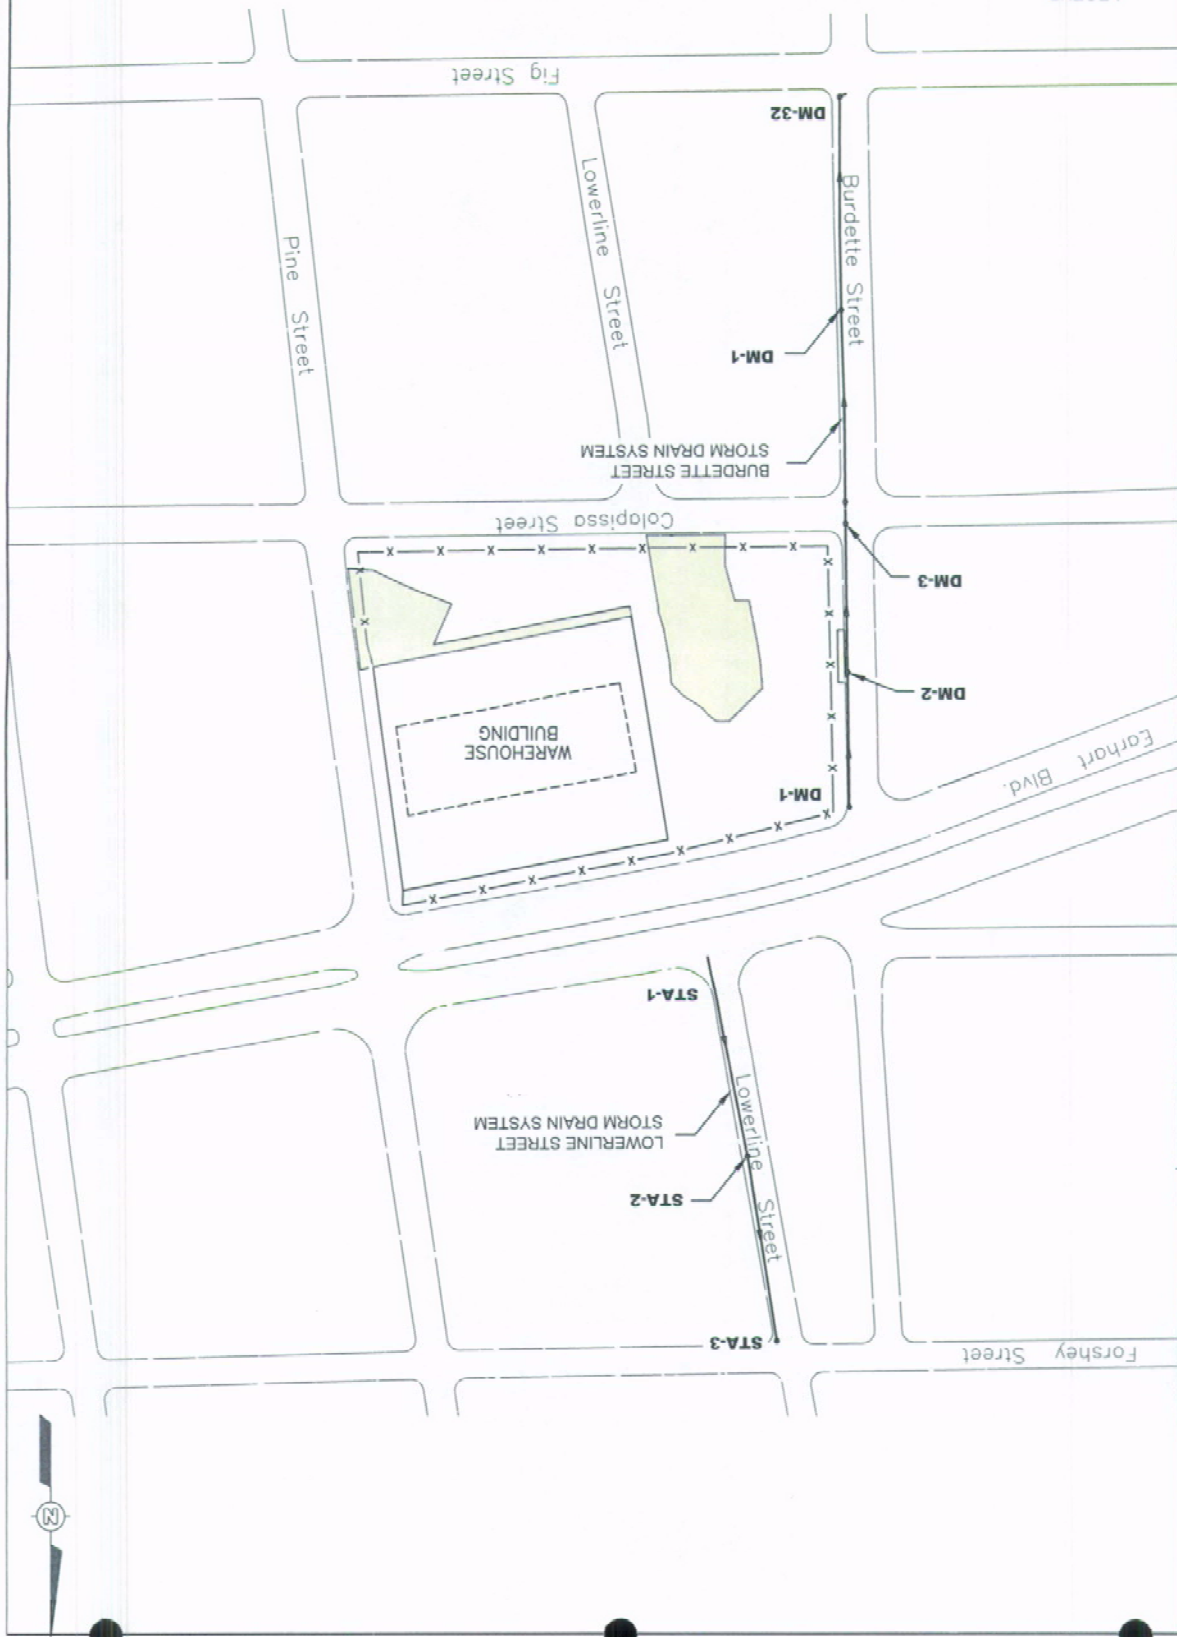 N
Forshey Street
STA-3
STA-2
Lowerline Street
LOWERLINE STREET
STORM DRAIN SYSTEM
STA-1
DM-1
Earhart Blvd.
WAREHOUSE
BUILDING
DM-2
DM-3
Colapissa Street
BURDETTE STREET
STORM DRAIN SYSTEM
DM-1
Burdette Street
Lowerline Street
Pine Street
DM-32
Fig Street